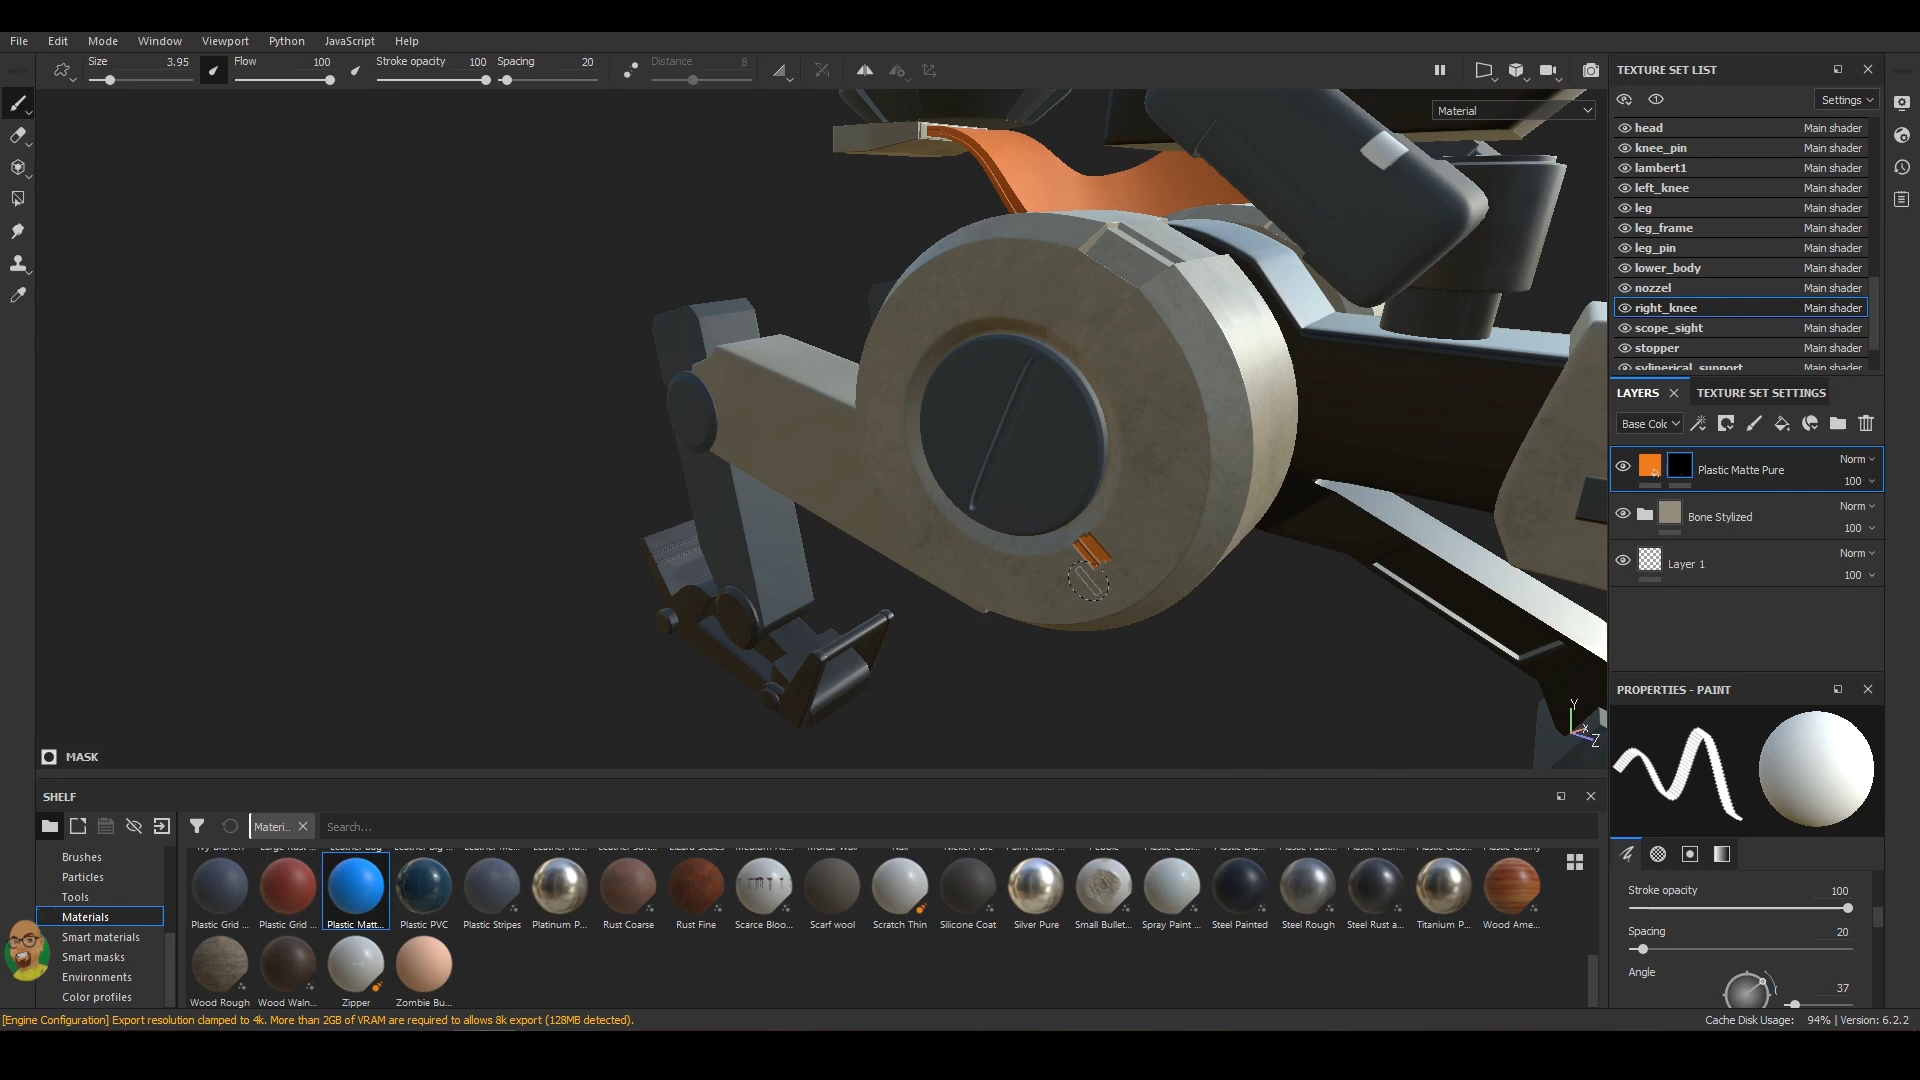 File Edit Mode Window Viewport Python JavaScript Help
Size 3.95 Flow 100 Stroke opacity 100 Spacing 20 Distance 8
Material
TEXTURE SET LIST
Settings
head Main shader
knee_pin Main shader
lambert1 Main shader
left_knee Main shader
leg Main shader
leg_frame Main shader
leg_pin Main shader
lower_body Main shader
nozzel Main shader
right_knee Main shader
scope_sight Main shader
stopper Main shader
sylinerical_support Main shader
LAYERS TEXTURE SET SETTINGS
Base Colc
Plastic Matte Pure Norm 100
Bone Stylized Norm 100
Layer 1 Norm 100
PROPERTIES - PAINT
Stroke opacity 100
Spacing 20
Angle 37
Y
X
Z
MASK
SHELF
Materi.. Search...
Brushes
Particles
Tools
Materials
Smart materials
Smart masks
Environments
Color profiles
Plastic Grid ... Plastic Grid ... Plastic Matt... Plastic PVC Plastic Stripes Platinum P... Rust Coarse Rust Fine Scarce Bloo... Scarf wool Scratch Thin Silicone Coat Silver Pure Small Bullet... Spray Paint ... Steel Painted Steel Rough Steel Rust a... Titanium P... Wood Ame...
Wood Rough Wood Waln... Zipper Zombie Bu...
[Engine Configuration] Export resolution clamped to 4k. More than 2GB of VRAM are required to allows 8k export (128MB detected).
Cache Disk Usage: 94% | Version: 6.2.2